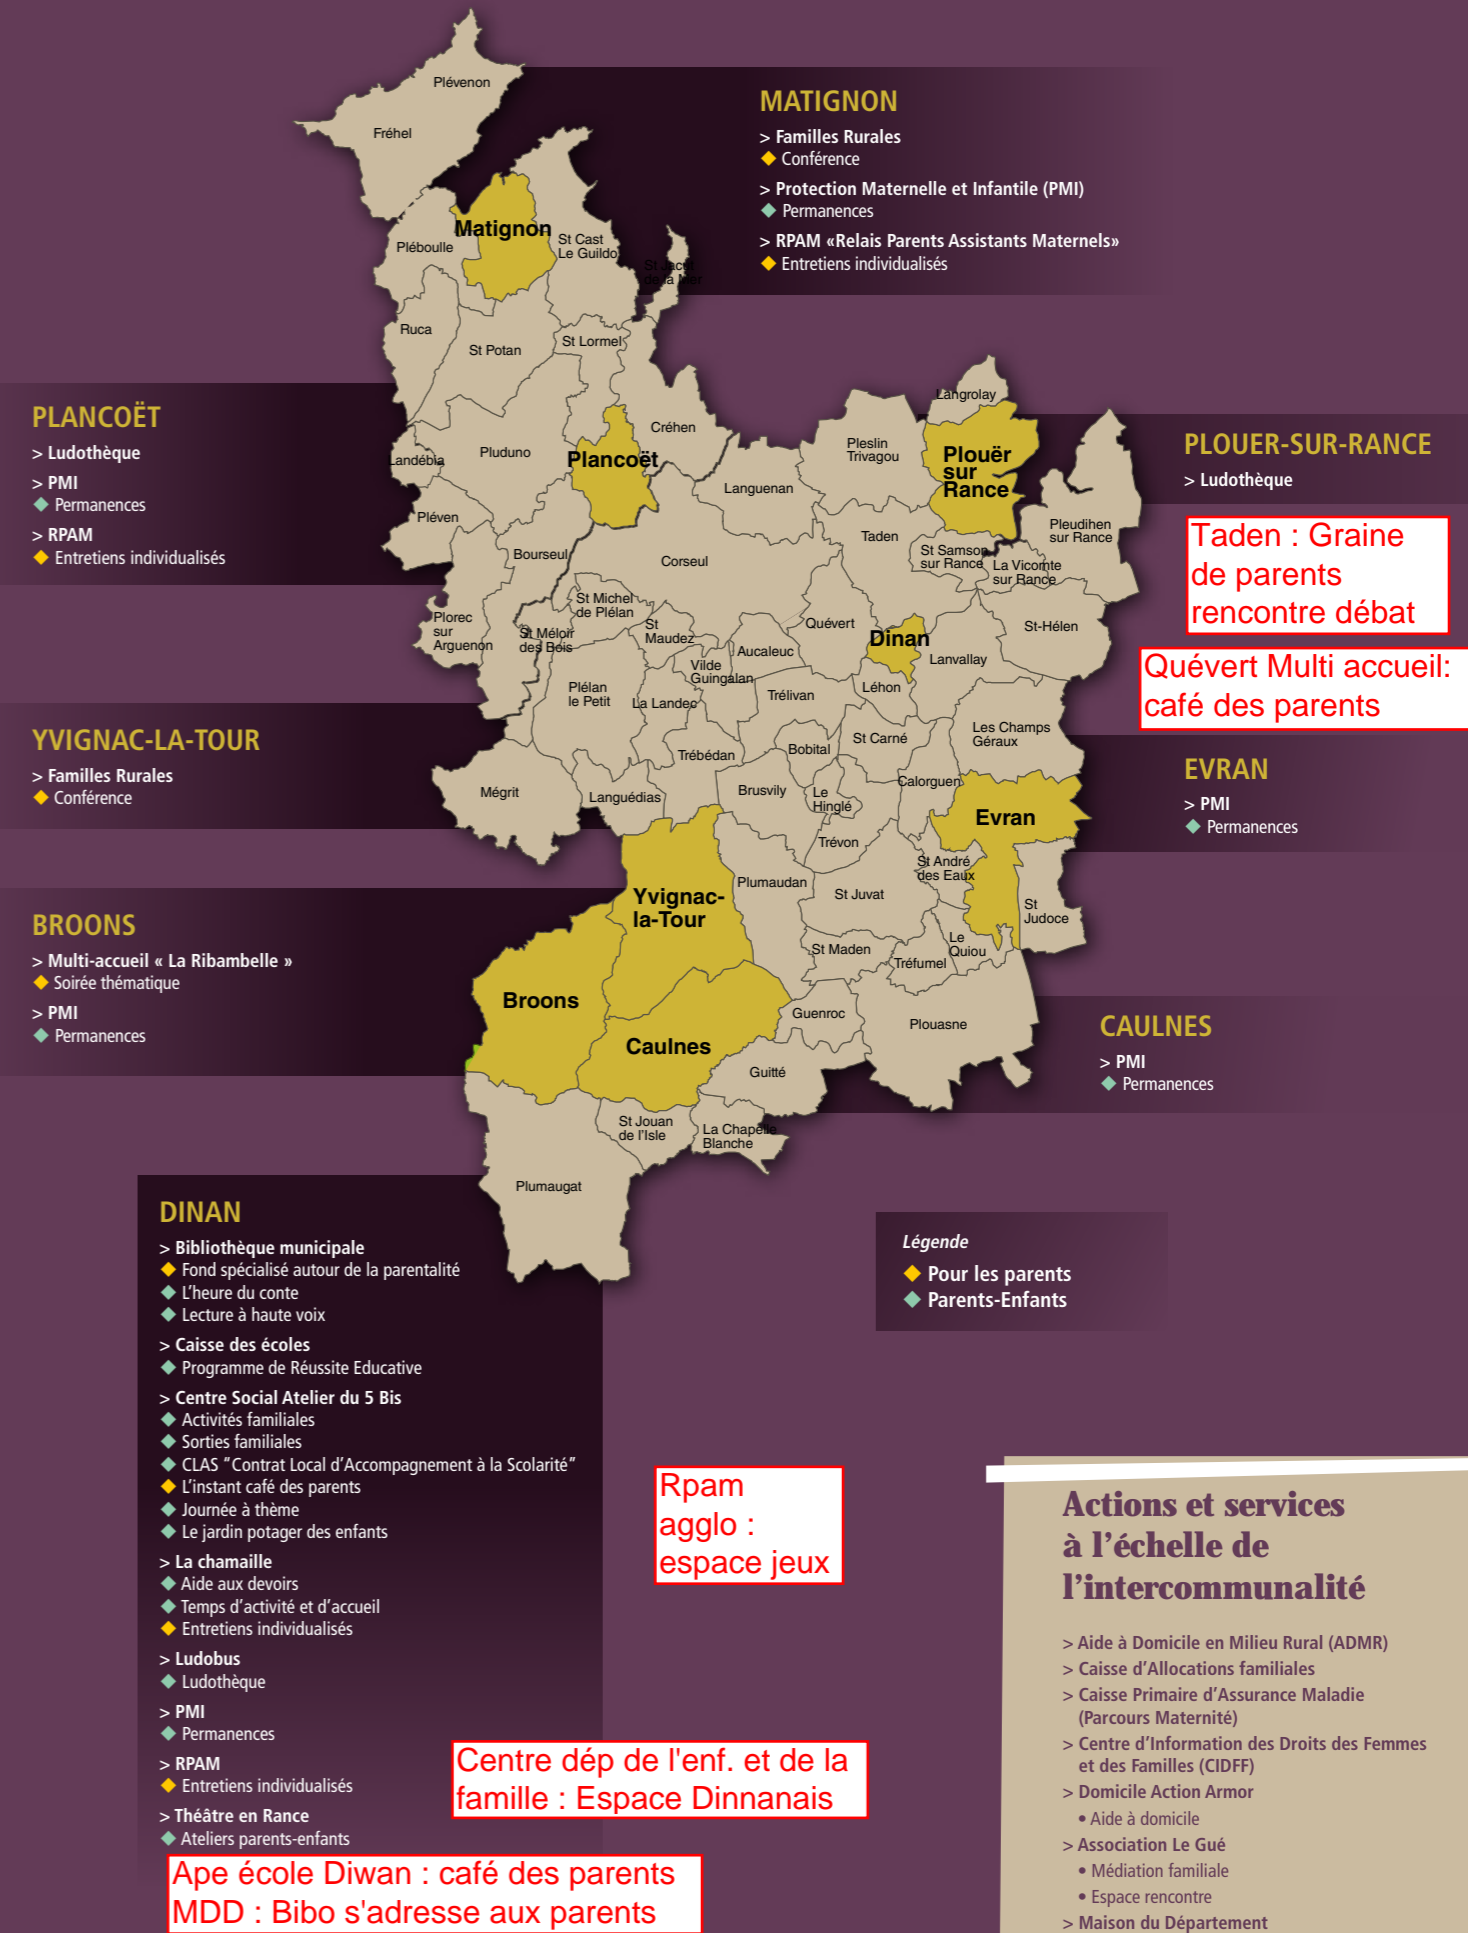 Plévenon
Fréhel
MATIGNON
> Familles Rurales
Conférence
> Protection Maternelle et Infantile (PMI)
Permanences
> RPAM «Relais Parents Assistants Maternels»
Entretiens individualisés
Matignon
Pléboulle
St Cast
Le Guildo
St Jacut
de la Mer
Ruca
St Potan
St Lormel
PLANCOËT
> Ludothèque
> PMI
Permanences
> RPAM
Entretiens individualisés
Landébia
Pluduno
Plancoët
Créhen
Pléven
Bourseul
Languenan
Corseul
Pleslin
Trivagou
Langrolay
Plouër
sur
Rance
Taden
St Samson
sur Rance
La Vicomte
sur Rance
Pleudihen
sur Rance
PLOUER-SUR-RANCE
> Ludothèque
Taden : Graine
de parents
rencontre débat
Quévert Multi accueil:
café des parents
Plorec
sur
Arguenon
St Méloir
des Bois
St Michel
de Plélan
St
Maudez
Vilde
Guingalan
Aucaleuc
Quévert
Dinan
Lanvallay
St-Hélen
Plélan
le Petit
La Landec
Trélivan
Léhon
Trébédan
Bobital
St Carné
Les Champs
Géraux
YVIGNAC-LA-TOUR
> Familles Rurales
Conférence
Mégrit
Languédias
Brusvily
Le
Hinglé
Calorguen
Evran
EVRAN
> PMI
Permanences
Trévon
Yvignac-
la-Tour
Plumaudan
St Juvat
St André
des Eaux
St
Judoce
BROONS
> Multi-accueil « La Ribambelle »
Soirée thématique
> PMI
Permanences
St Maden
Tréfumel
Le
Quiou
Broons
Caulnes
Guenroc
Plouasne
Guitté
CAULNES
> PMI
Permanences
St Jouan
de l'Isle
La Chapelle
Blanche
Plumaugat
DINAN
> Bibliothèque municipale
Fond spécialisé autour de la parentalité
L'heure du conte
Lecture à haute voix
> Caisse des écoles
Programme de Réussite Educative
> Centre Social Atelier du 5 Bis
Activités familiales
Sorties familiales
CLAS “Contrat Local d'Accompagnement à la Scolarité”
L'instant café des parents
Journée à thème
Le jardin potager des enfants
> La chamaille
Aide aux devoirs
Temps d'activité et d'accueil
Entretiens individualisés
> Ludobus
Ludothèque
> PMI
Permanences
> RPAM
Entretiens individualisés
> Théâtre en Rance
Ateliers parents-enfants
Légende
Pour les parents
Parents-Enfants
Rpam
agglo :
espace jeux
Centre dép de l'enf. et de la
famille : Espace Dinnanais
Ape école Diwan : café des parents
MDD : Bibo s'adresse aux parents
Actions et services
à l'échelle de
l'intercommunalité
> Aide à Domicile en Milieu Rural (ADMR)
> Caisse d'Allocations familiales
> Caisse Primaire d'Assurance Maladie
(Parcours Maternité)
> Centre d'Information des Droits des Femmes
et des Familles (CIDFF)
> Domicile Action Armor
• Aide à domicile
> Association Le Gué
• Médiation familiale
• Espace rencontre
> Maison du Département